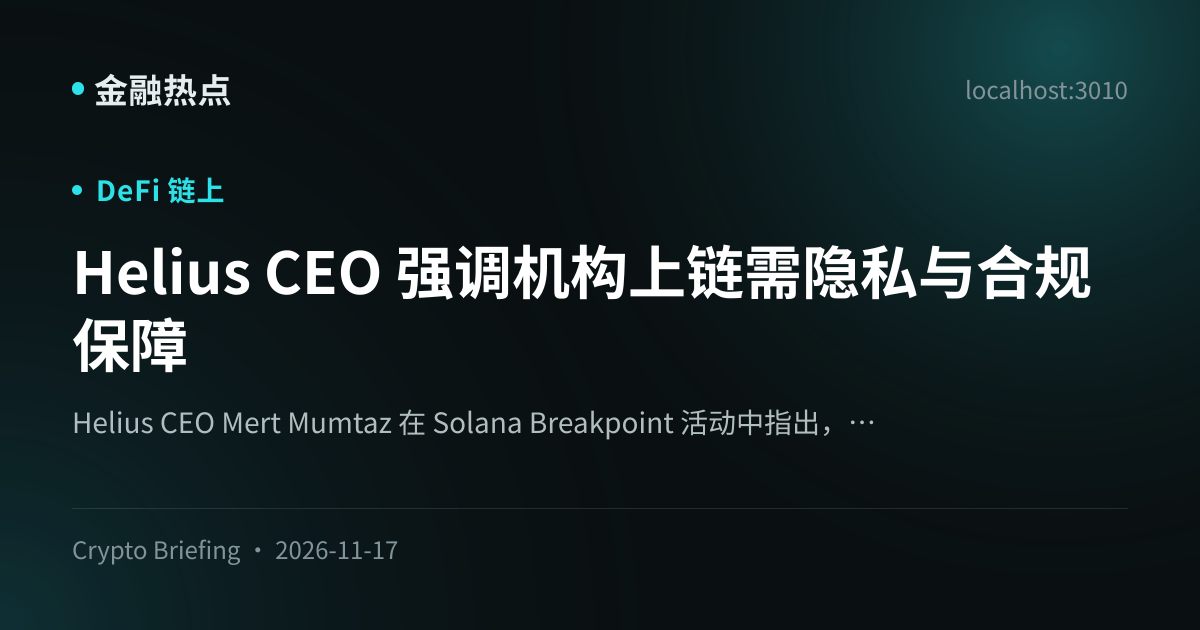 金融热点
localhost:3010
DeFi 链上
Helius CEO 强调机构上链需隐私与合规
保障
Helius CEO Mert Mumtaz 在 Solana Breakpoint 活动中指出，…
Crypto Briefing · 2026-11-17